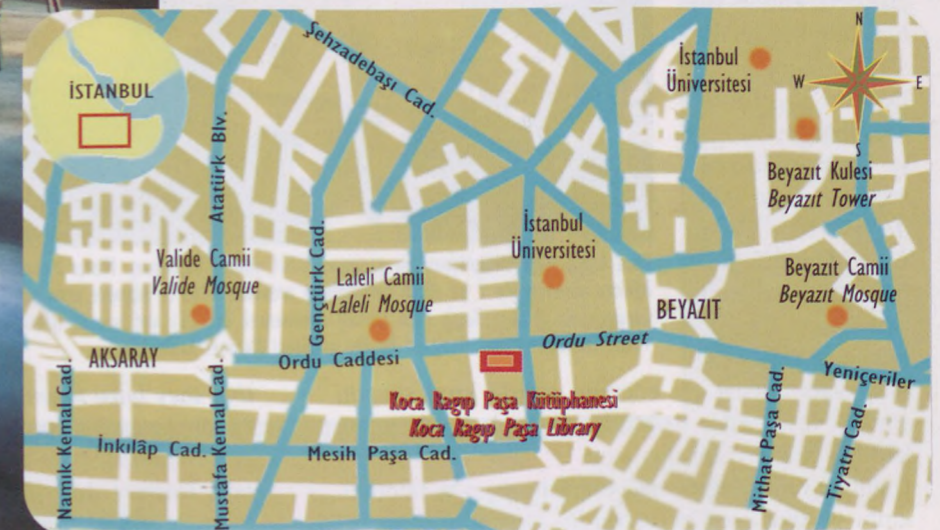 İSTANBUL
Şehzadebaşı Cad.
İstanbul
Üniversitesi
N
W
E
S
Beyazıt Kulesi
Beyazıt Tower
Atatürk Blv.
Gençtürk Cad.
Valide Camii
Valide Mosque
Laleli Camii
Laleli Mosque
İstanbul
Üniversitesi
Beyazıt Camii
Beyazıt Mosque
BEYAZIT
Ordu Street
AKSARAY
Ordu Caddesi
Yeniçeriler
Koca Ragıp Paşa Kütüphanesi
Koca Ragıp Paşa Library
Namık Kemal Cad.
İnkılâp Cad.
Mustafa Kemal Cad.
Mesih Paşa Cad.
Mithat Paşa Cad.
Tiyatri Cad.